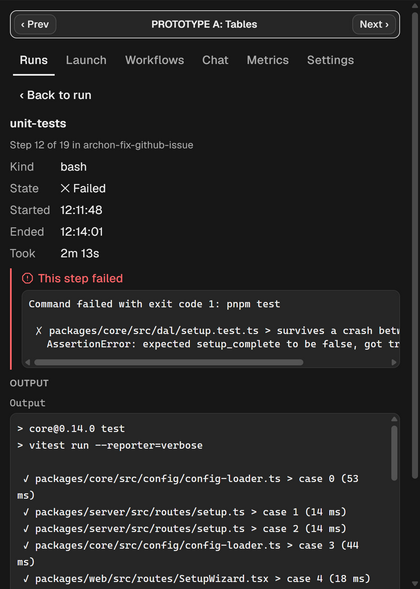 ‹ Prev
PROTOTYPE A: Tables
Next ›
Runs Launch Workflows Chat Metrics Settings
‹ Back to run
unit-tests
Step 12 of 19 in archon-fix-github-issue
Kind bash
State ✕ Failed
Started 12:11:48
Ended 12:14:01
Took 2m 13s
This step failed
Command failed with exit code 1: pnpm test
✗ packages/core/src/dal/setup.test.ts > survives a crash
AssertionError: expected setup_complete to be false, got
OUTPUT
Output
> core@0.14.0 test
> vitest run --reporter=verbose
✓ packages/core/src/config/config-loader.ts > case 0 (53
ms)
✓ packages/server/src/routes/setup.ts > case 1 (14 ms)
✓ packages/server/src/routes/setup.ts > case 2 (14 ms)
✓ packages/core/src/config/config-loader.ts > case 3 (44
ms)
✓ packages/web/src/routes/SetupWizard.tsx > case 4 (18 ms)